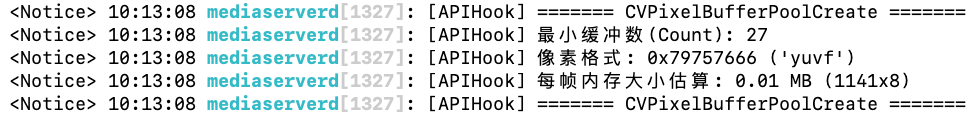 <Notice> 10:13:08 mediaserverd[1327]: [APIHook] ======= CVPixelBufferPoolCreate =======
<Notice> 10:13:08 mediaserverd[1327]: [APIHook] 最小缓冲数(Count): 27
<Notice> 10:13:08 mediaserverd[1327]: [APIHook] 像素格式: 0x79757666 ('yuvf')
<Notice> 10:13:08 mediaserverd[1327]: [APIHook] 每帧内存大小估算: 0.01 MB (1141x8)
<Notice> 10:13:08 mediaserverd[1327]: [APIHook] ======= CVPixelBufferPoolCreate =======